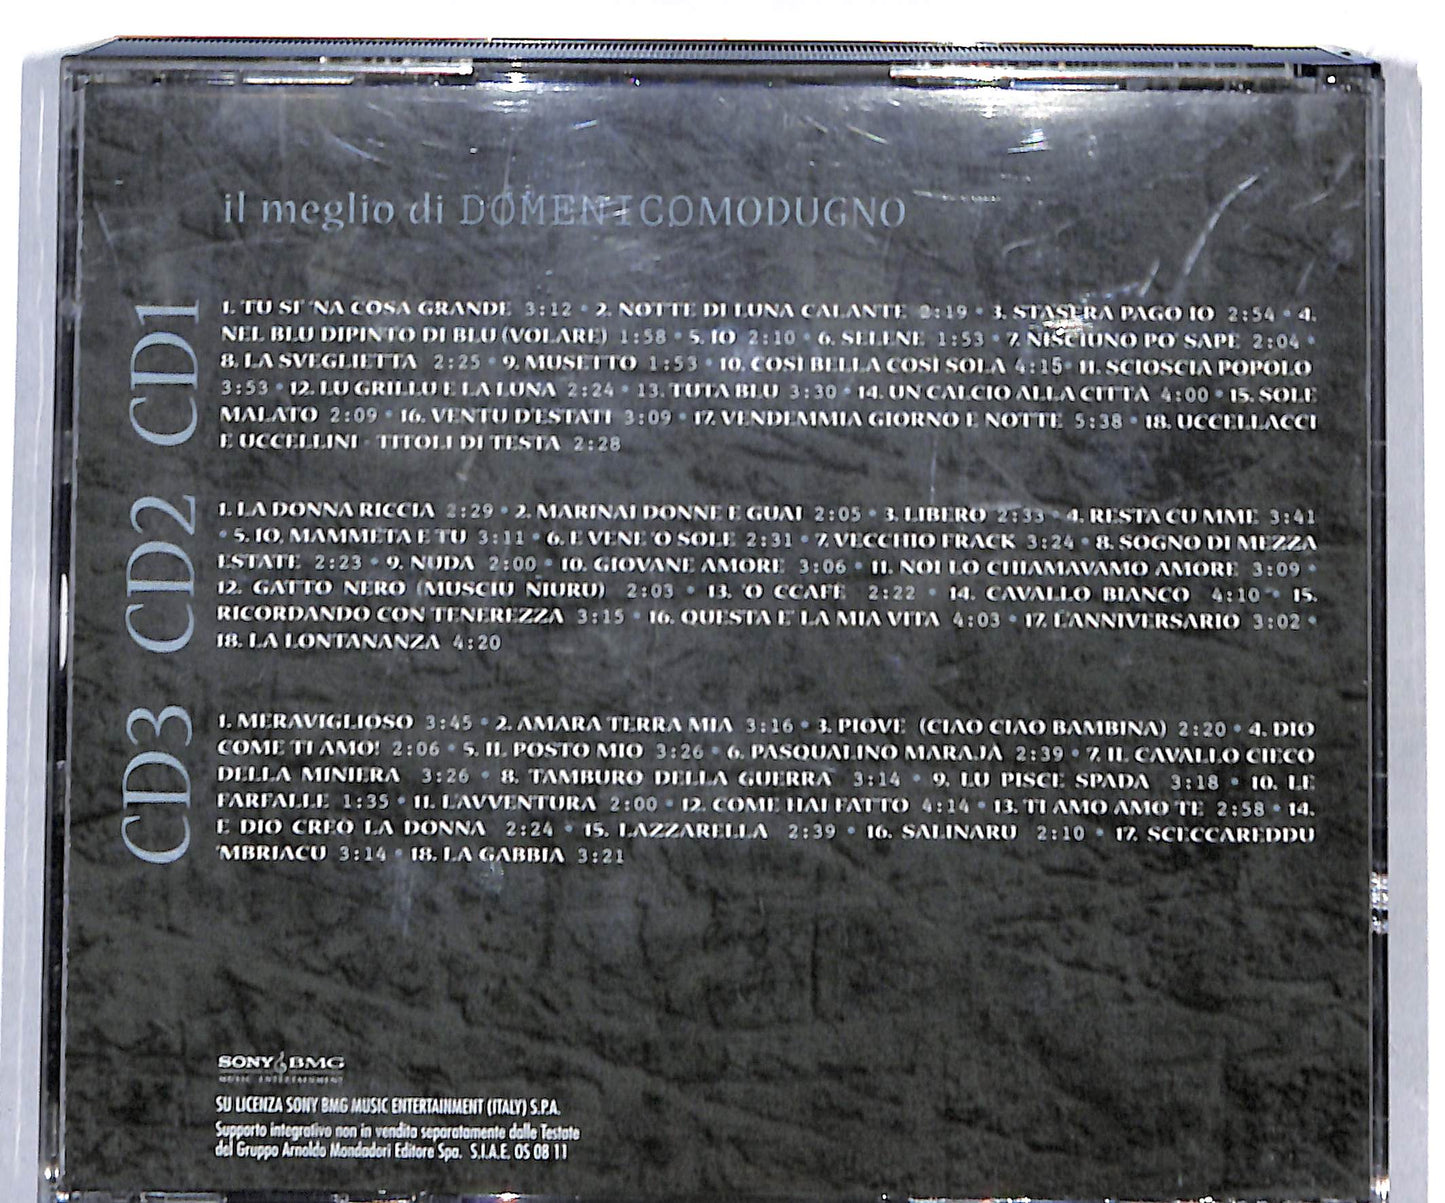 il meglio di DOMENICOMODUGNO
CD1
1. TU SI 'NA COSA GRANDE 3:12 • 2. NOTTE DI LUNA CALANTE 2:19 • 3. STASERA PAGO IO 2:54 • 4.
NEL BLU DIPINTO DI BLU (VOLARE) 1:58 • 5. IO 2:10 • 6. SELENE 1:53 • 7. NISCIUNO PO' SAPE 2:04 •
8. LA SVEGLIETTA 2:25 • 9. MUSETTO 1:53 • 10. COSÌ BELLA COSÌ SOLA 4:15 • 11. SCIOSCIA POPOLO
3:53 • 12. LU GRILLU E LA LUNA 2:24 • 13. TUTA BLU 3:30 • 14. UN CALCIO ALLA CITTÀ 4:00 • 15. SOLE
MALATO 2:09 • 16. VENTU D'ESTATI 3:09 • 17. VENDEMMIA GIORNO E NOTTE 5:38 • 18. UCCELLACCI
E UCCELLINI - TITOLI DI TESTA 2:28
CD2
1. LA DONNA RICCIA 2:29 • 2. MARINAI DONNE E GUAI 2:05 • 3. LIBERO 2:33 • 4. RESTA CU MME 3:41
• 5. IO, MAMMETA E TU 3:11 • 6. E VENE 'O SOLE 2:31 • 7. VECCHIO FRACK 3:24 • 8. SOGNO DI MEZZA
ESTATE 2:23 • 9. NUDA 2:00 • 10. GIOVANE AMORE 3:06 • 11. NOI LO CHIAMAVAMO AMORE 3:09 •
12. GATTO NERO (MUSCIU NIURU) 2:03 • 13. 'O CCAFÈ 2:22 • 14. CAVALLO BIANCO 4:10 • 15.
RICORDANDO CON TENEREZZA 3:15 • 16. QUESTA E' LA MIA VITA 4:03 • 17. L'ANNIVERSARIO 3:02 •
18. LA LONTANANZA 4:20
CD3
1. MERAVIGLIOSO 3:45 • 2. AMARA TERRA MIA 3:16 • 3. PIOVE (CIAO CIAO BAMBINA) 2:20 • 4. DIO
COME TI AMO! 2:06 • 5. IL POSTO MIO 3:26 • 6. PASQUALINO MARAJÀ 2:39 • 7. IL CAVALLO CIECO
DELLA MINIERA 3:26 • 8. TAMBURO DELLA GUERRA 3:14 • 9. LU PISCE SPADA 3:18 • 10. LE
FARFALLE 1:35 • 11. L'AVVENTURA 2:00 • 12. COME HAI FATTO 4:14 • 13. TI AMO AMO TE 2:58 • 14.
E DIO CREÒ LA DONNA 2:24 • 15. LAZZARELLA 2:39 • 16. SALINARU 2:10 • 17. SCECCAREDDU
'MBRIACU 3:14 • 18. LA GABBIA 3:21
SONY BMG
MUSIC ENTERTAINMENT
SU LICENZA SONY BMG MUSIC ENTERTAINMENT (ITALY) S.P.A.
Supporto integrativo non in vendita separatamente dalle Testate
del Gruppo Arnoldo Mondadori Editore Spa. S.I.A.E. OS 08 11